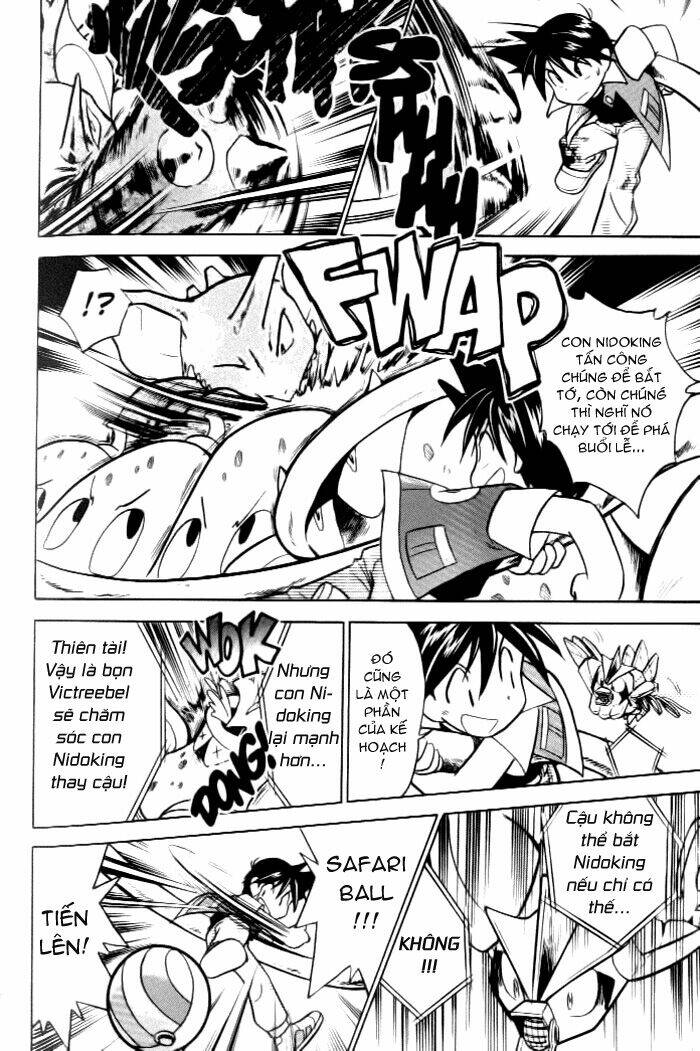 SSHHHH
FWAP
!?
CON NIDOKING
TẤN CÔNG
CHÚNG ĐỂ BẮT
TỚ, CÒN CHÚNG
THÌ NGHĨ NÓ
CHẠY TỚI ĐỂ PHÁ
BUỔI LỄ...
ĐÓ
CŨNG
LÀ MỘT
PHẦN
CỦA KẾ
HOẠCH
!
Nhưng
con Ni-
doking
lại mạnh
hơn...
WOK
DONG!
Thiên tài!
Vậy là bọn
Victreebel
sẽ chăm
sóc con
Nidoking
thay cậu!
Cậu không
thể bắt
Nidoking
nếu chỉ có
thế...
KHÔNG
!!!
SAFARI
BALL
!!!
TIẾN
LÊN!